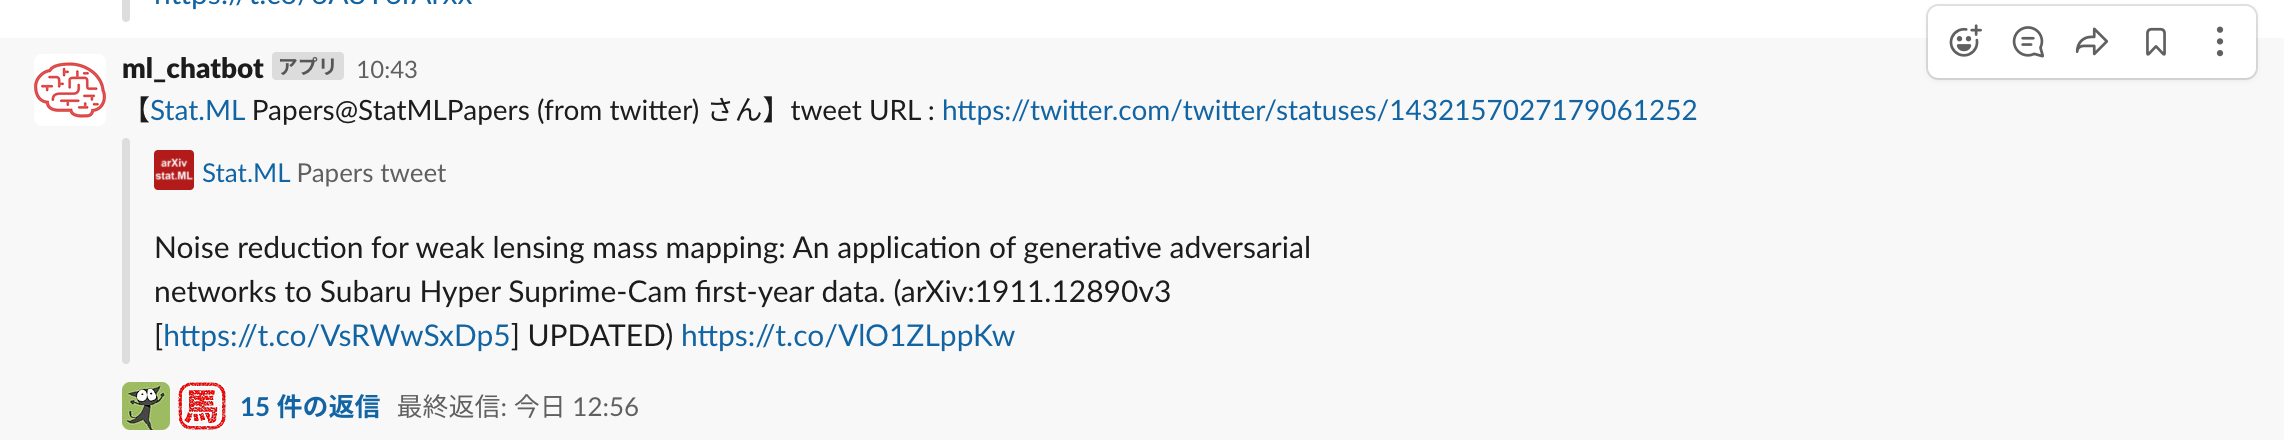 ml_chatbot アプリ 10:43
【Stat.ML Papers@StatMLPapers (from twitter) さん】tweet URL : https://twitter.com/twitter/statuses/1432157027179061252
arXiv
stat.ML
Stat.ML Papers tweet
Noise reduction for weak lensing mass mapping: An application of generative adversarial
networks to Subaru Hyper Suprime-Cam first-year data. (arXiv:1911.12890v3
[https://t.co/VsRWwSxDp5] UPDATED) https://t.co/VlO1ZLppKw
馬
15 件の返信 最終返信: 今日 12:56